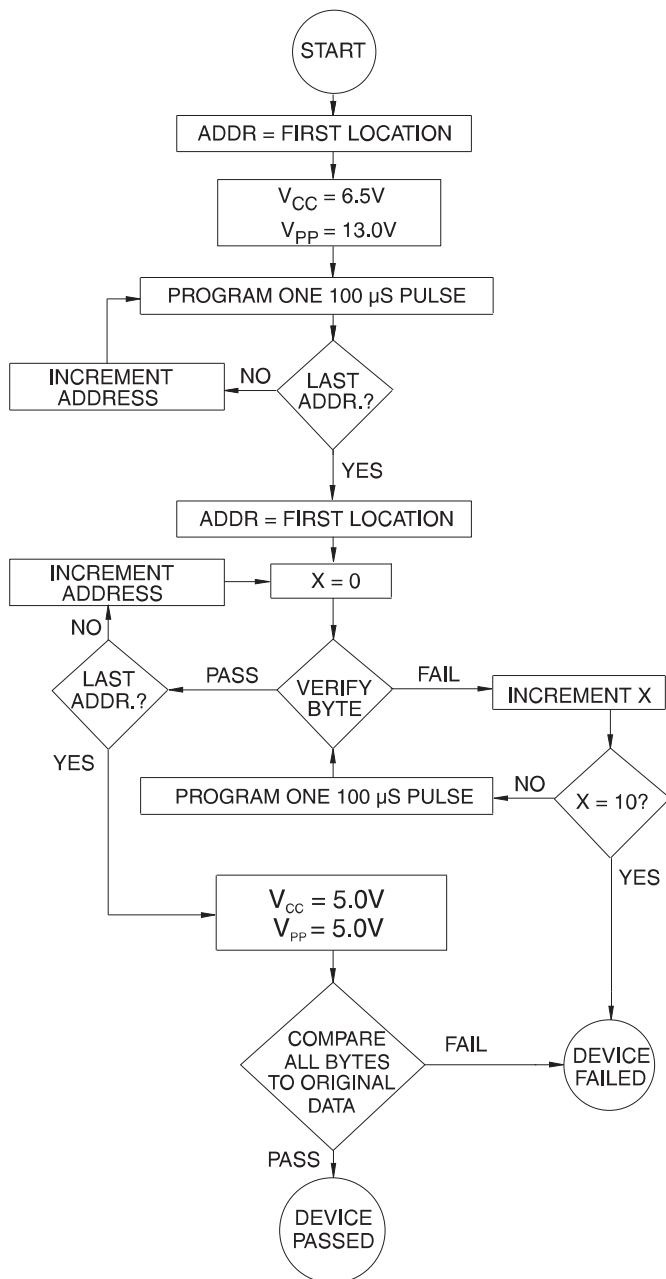 START
ADDR = FIRST LOCATION
VCC = 6.5V
VPP = 13.0V
PROGRAM ONE 100 µS PULSE
INCREMENT
ADDRESS
NO
LAST
ADDR.?
YES
ADDR = FIRST LOCATION
INCREMENT
ADDRESS
X = 0
NO
LAST
ADDR.?
PASS
VERIFY
BYTE
FAIL
INCREMENT X
YES
PROGRAM ONE 100 µS PULSE
NO
X = 10?
YES
VCC = 5.0V
VPP = 5.0V
COMPARE
ALL BYTES
TO ORIGINAL
DATA
FAIL
DEVICE
FAILED
PASS
DEVICE
PASSED